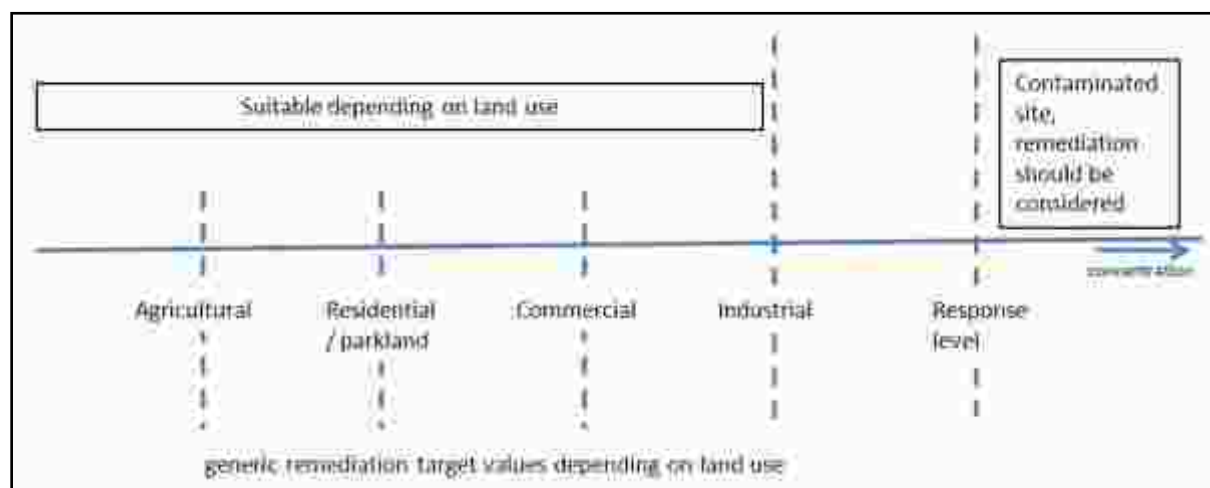 Suitable depending on land use
Contaminated
site,
remediation
should be
considered
Agricultural
Residential
/ parkland
Commercial
Industrial
Response
level
generic remediation target values depending on land use